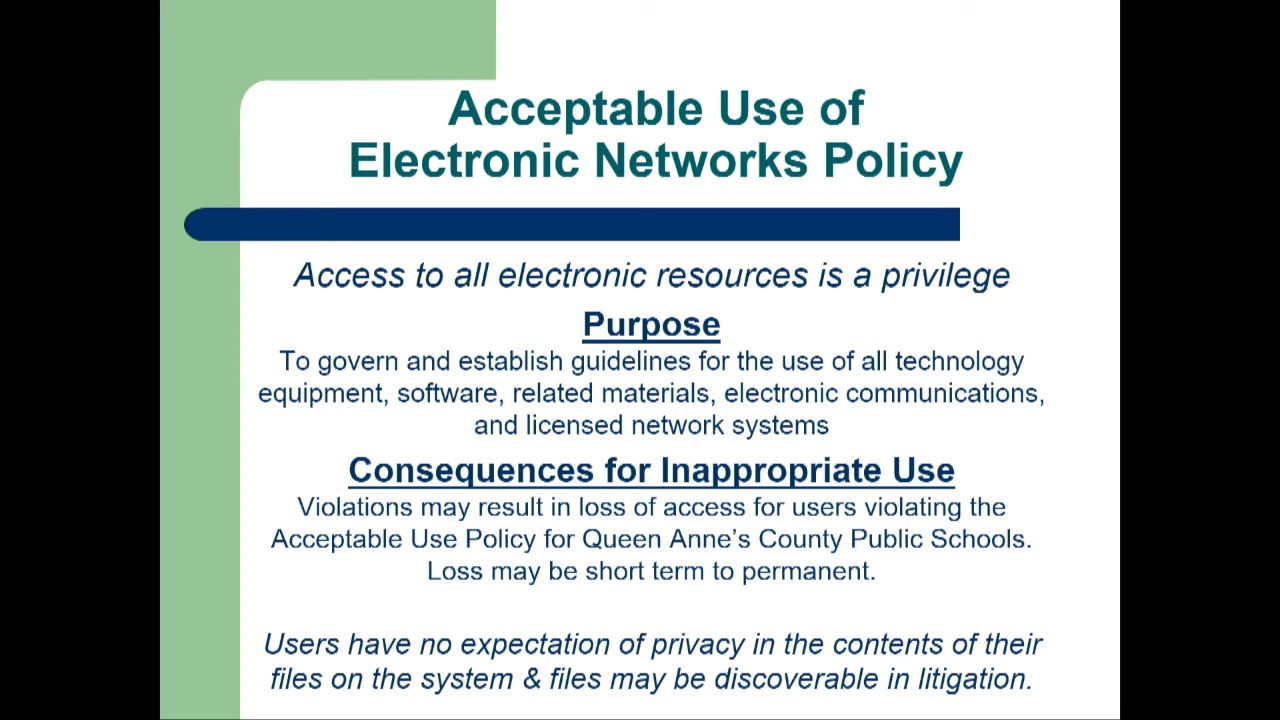 Acceptable Use of
Electronic Networks Policy
Access to all electronic resources is a privilege
Purpose
To govern and establish guidelines for the use of all technology
equipment, software, related materials, electronic communications,
and licensed network systems
Consequences for Inappropriate Use
Violations may result in loss of access for users violating the
Acceptable Use Policy for Queen Anne's County Public Schools.
Loss may be short term to permanent.
Users have no expectation of privacy in the contents of their
files on the system & files may be discoverable in litigation.